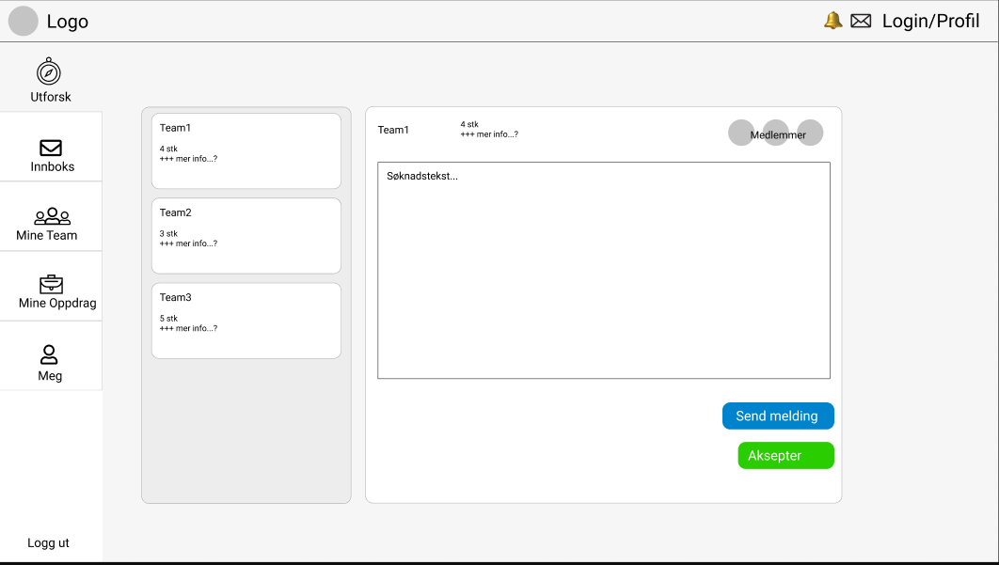 Logo
Login/Profil
Utforsk
Innboks
Mine Team
Mine Oppdrag
Meg
Logg ut
Team1
4 stk
+++ mer info...?
Team2
3 stk
+++ mer info...?
Team3
5 stk
+++ mer info...?
Team1
4 stk
+++ mer info...?
Medlemmer
Søknadstekst...
Send melding
Aksepter